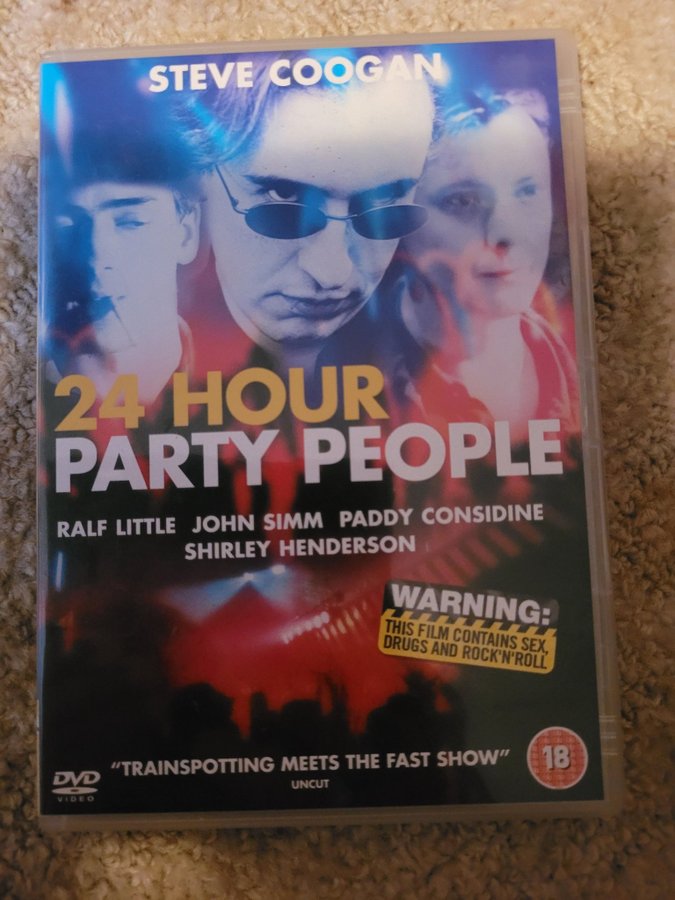 STEVE COOGAN
24 HOUR
PARTY PEOPLE
RALF LITTLE JOHN SIMM PADDY CONSIDINE
SHIRLEY HENDERSON
WARNING:
THIS FILM CONTAINS SEX,
DRUGS AND ROCK'N'ROLL
18
"TRAINSPOTTING MEETS THE FAST SHOW"
UNCUT
DVD
VIDEO